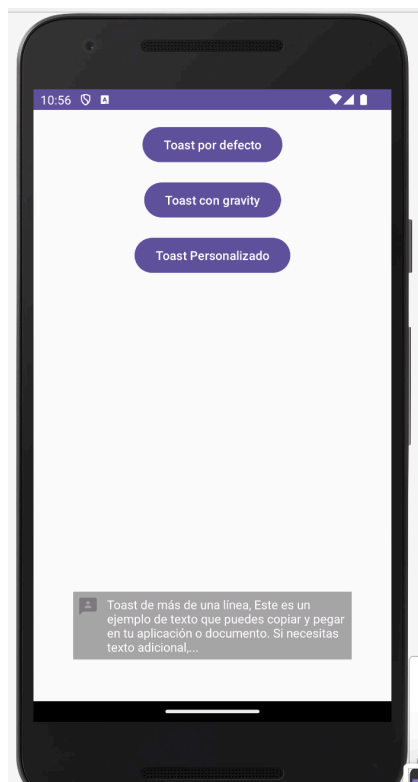 10:56
Toast por defecto
Toast con gravity
Toast Personalizado
Toast de más de una línea, Este es un
ejemplo de texto que puedes copiar y pegar
en tu aplicación o documento. Si necesitas
texto adicional,...